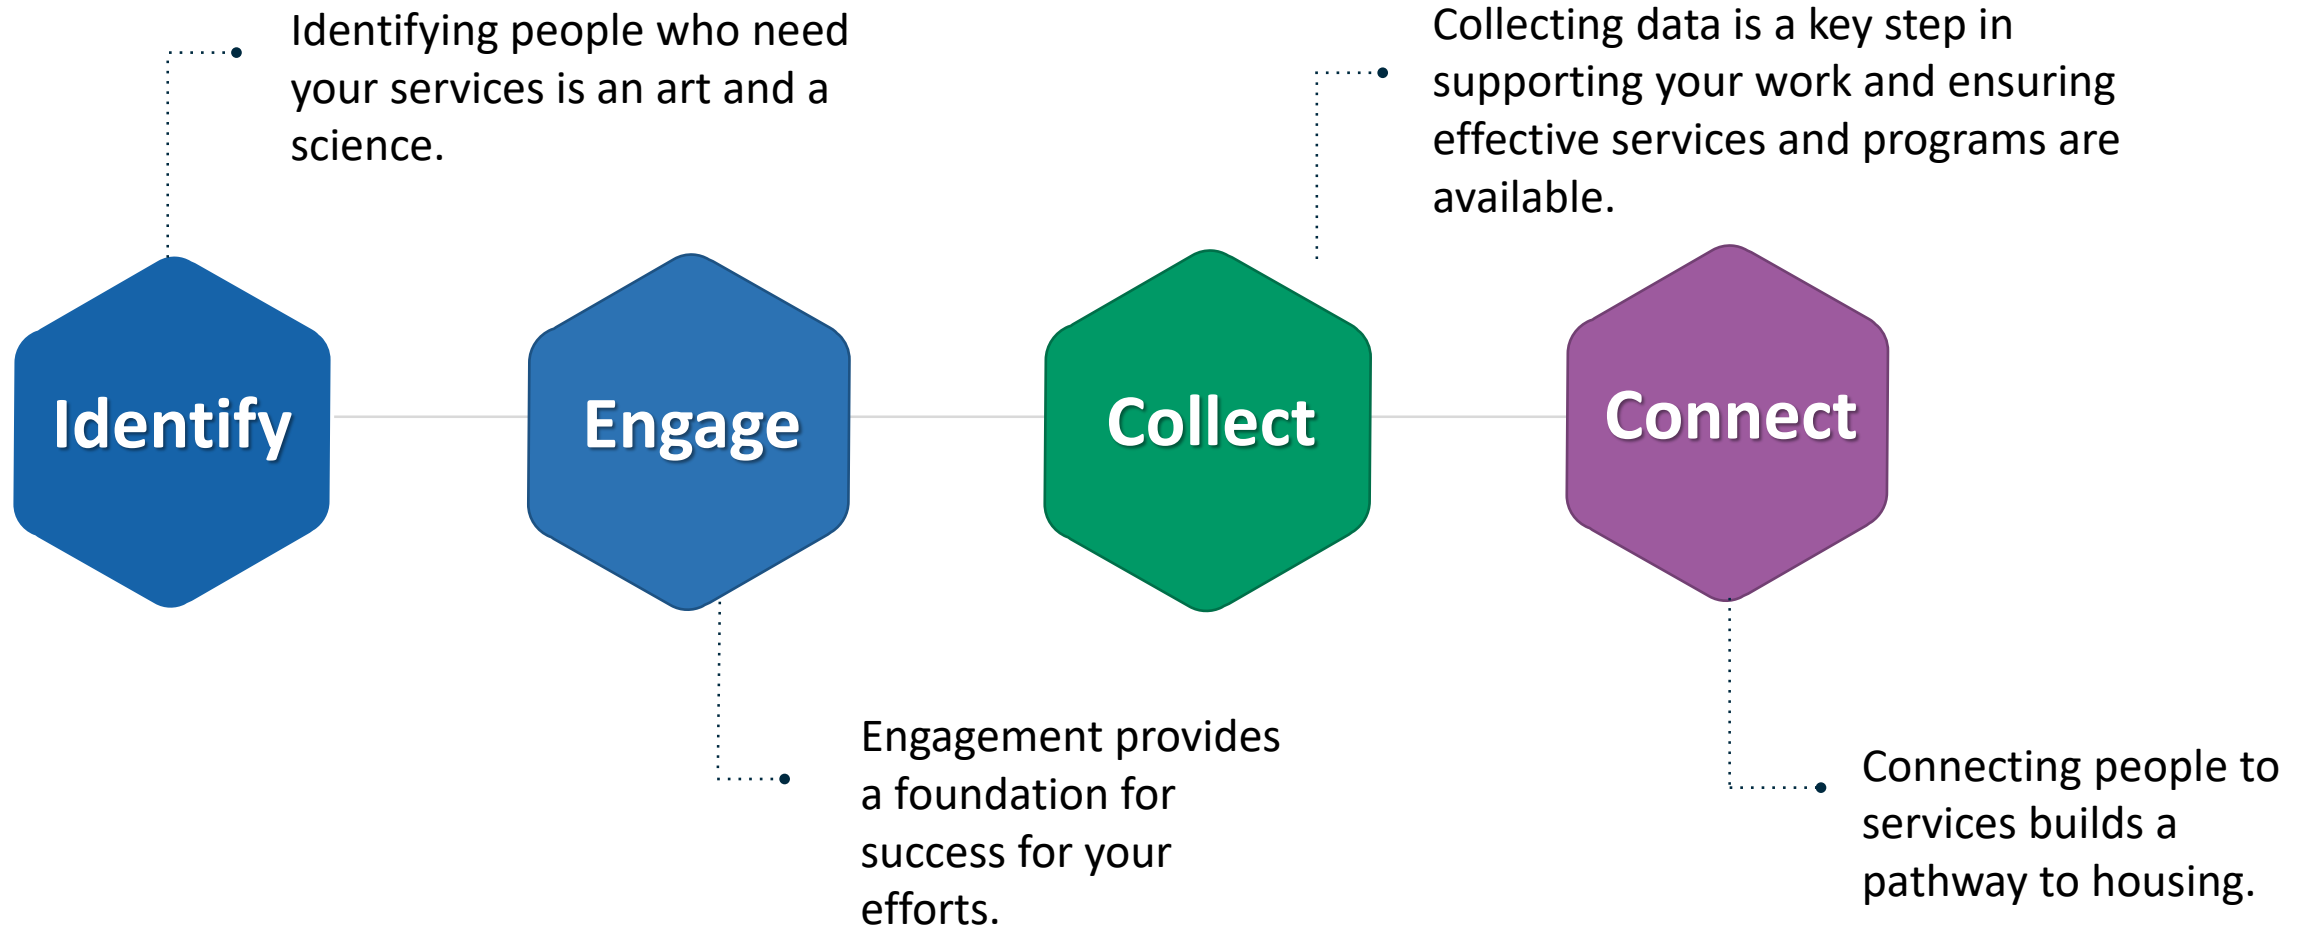 Identifying people who need
your services is an art and a
science.
Collecting data is a key step in
supporting your work and ensuring
effective services and programs are
available.
Identify
Engage
Collect
Connect
Engagement provides
a foundation for
success for your
efforts.
Connecting people to
services builds a
pathway to housing.